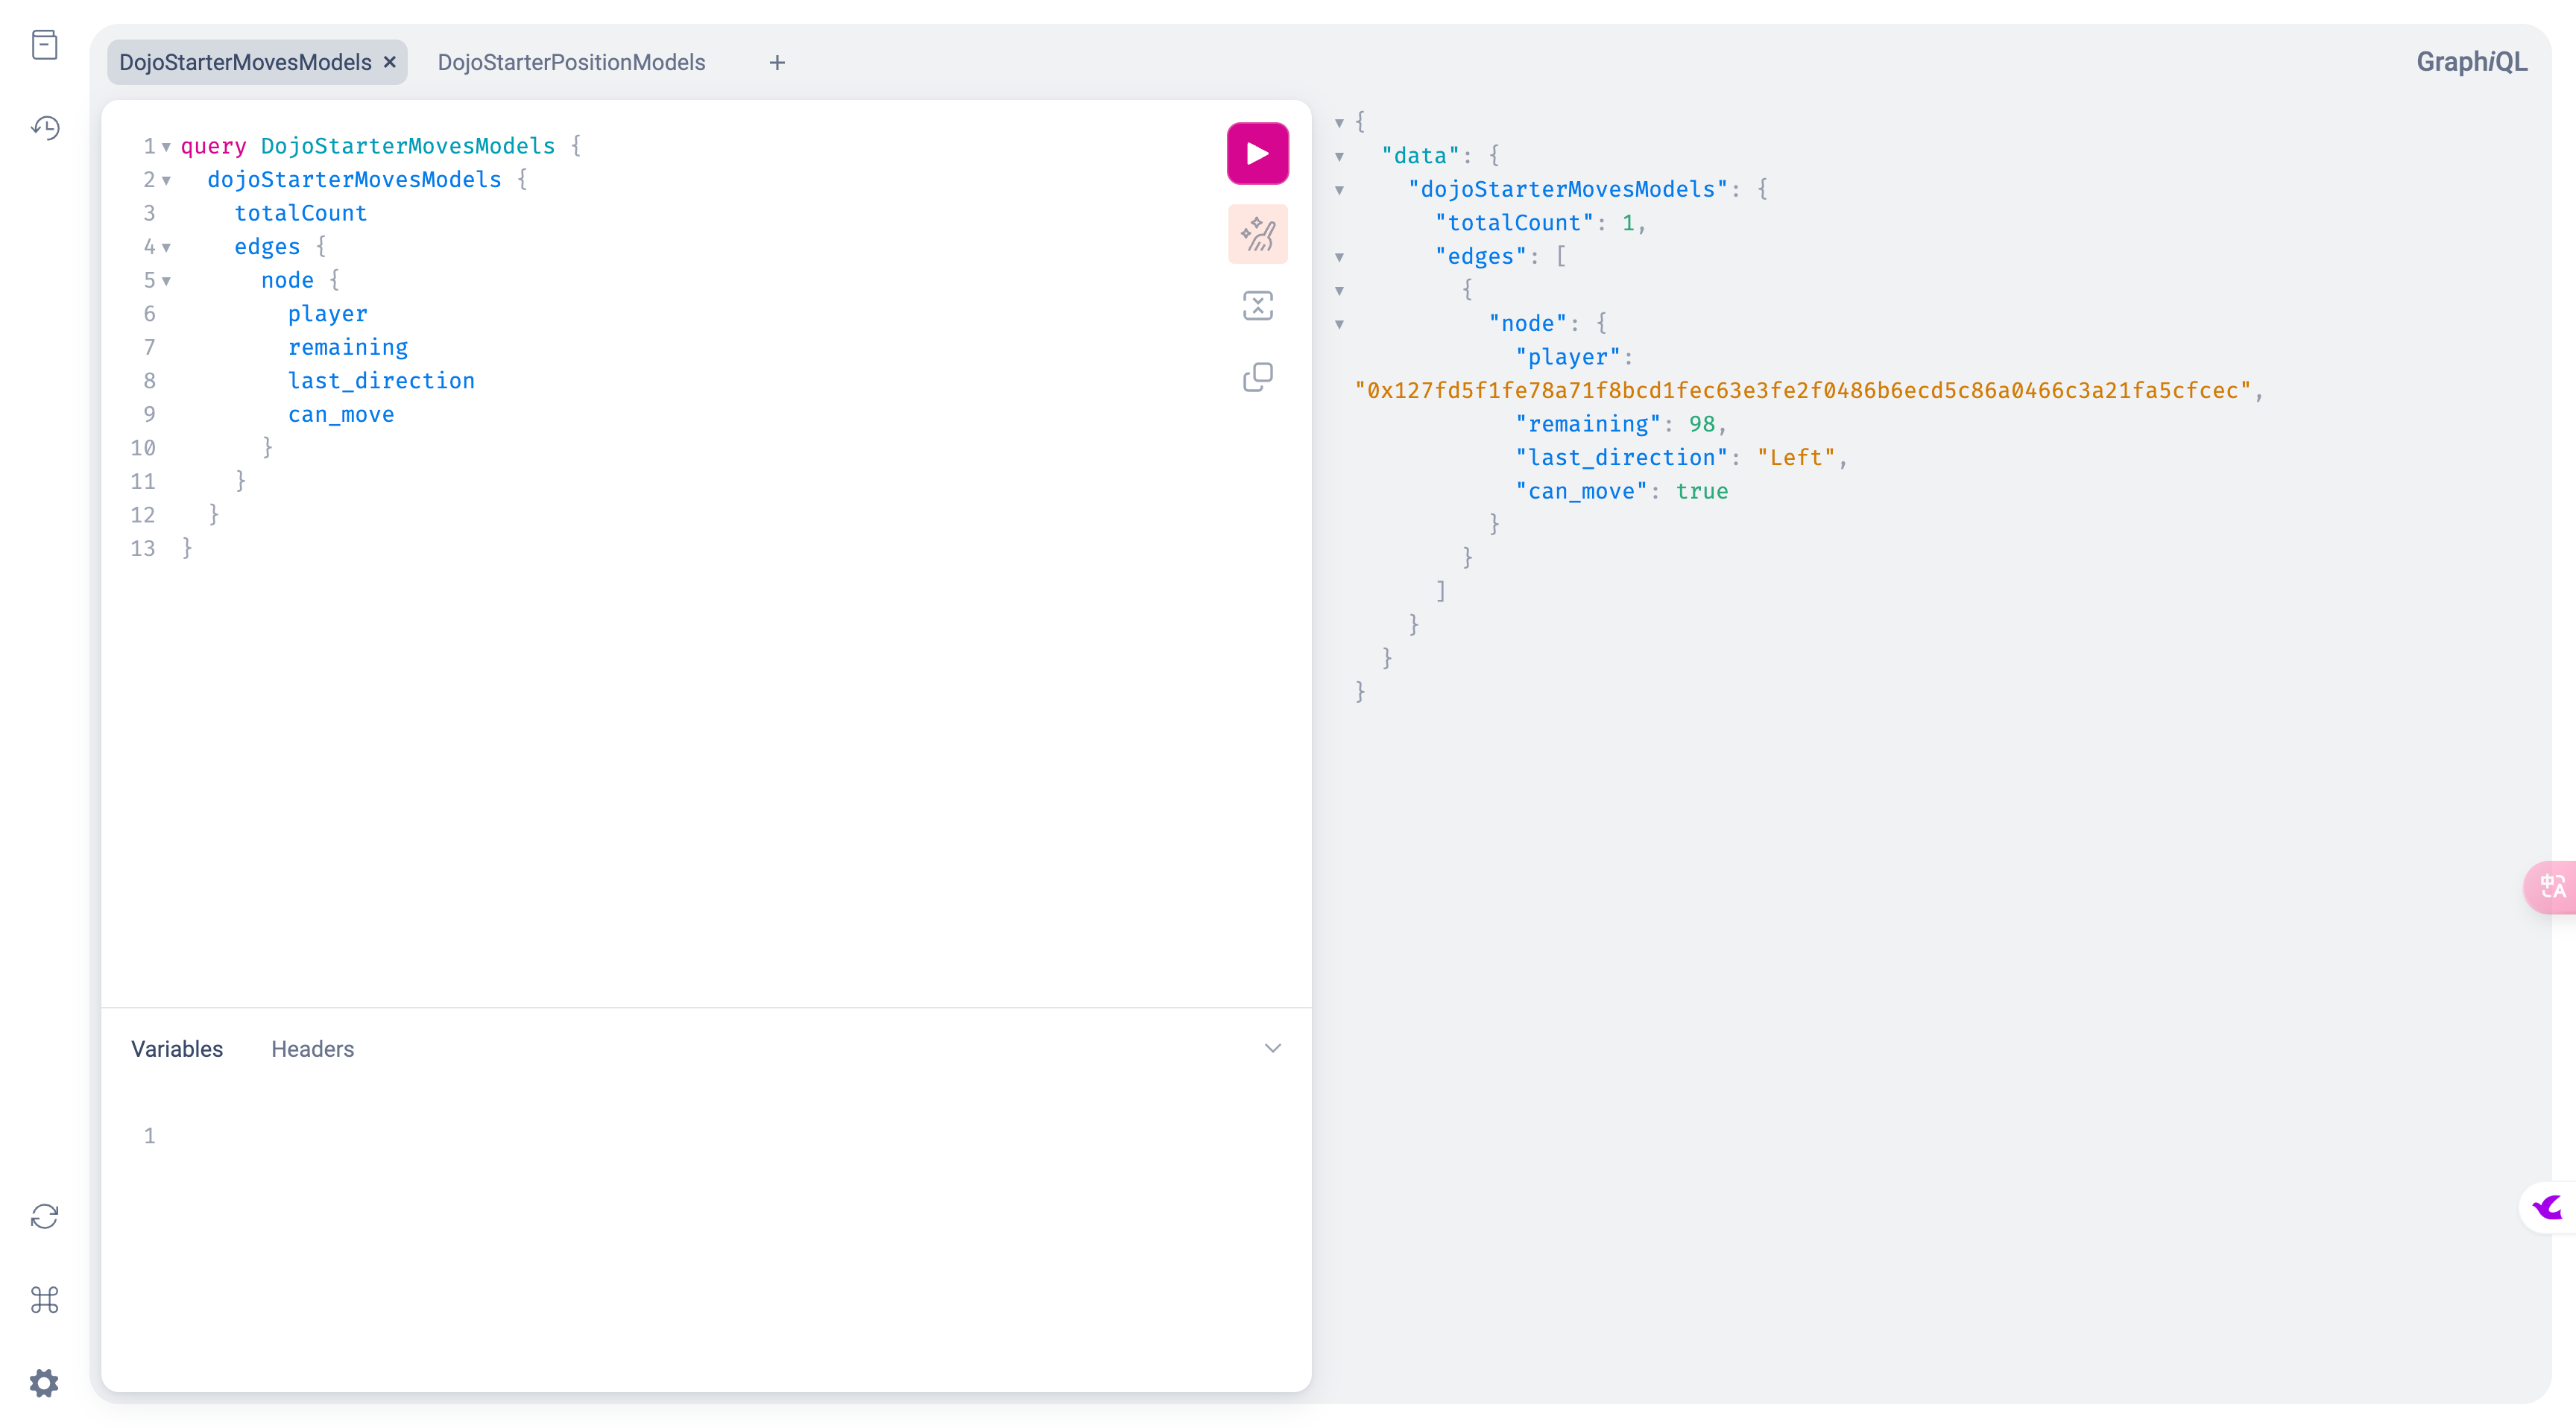 DojoStarterMovesModels ×
DojoStarterPositionModels
+
GraphiQL
1 query DojoStarterMovesModels {
2 dojoStarterMovesModels {
3 totalCount
4 edges {
5 node {
6 player
7 remaining
8 last_direction
9 can_move
10 }
11 }
12 }
13 }
{
"data": {
"dojoStarterMovesModels": {
"totalCount": 1,
"edges": [
{
"node": {
"player":
"0x127fd5f1fe78a71f8bcd1fec63e3fe2f0486b6ecd5c86a0466c3a21fa5cfcec",
"remaining": 98,
"last_direction": "Left",
"can_move": true
}
}
]
}
}
}
Variables
Headers
1
中A